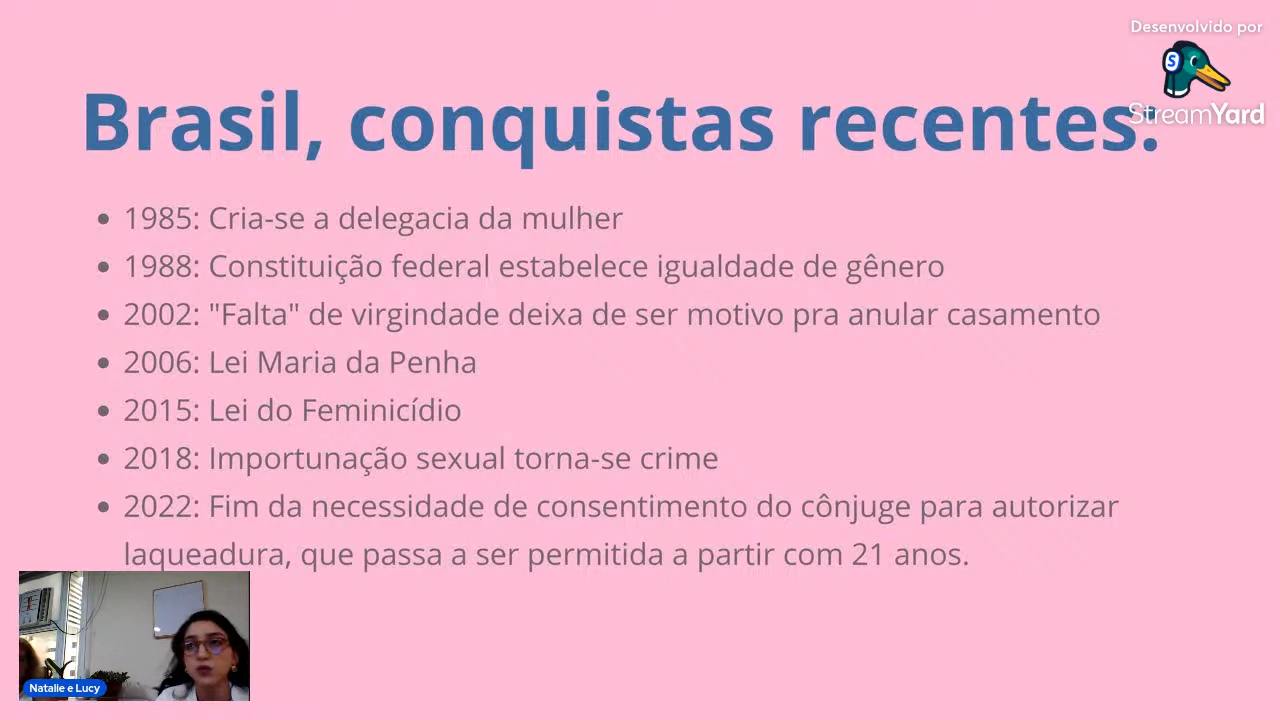 Desenvolvido por
S
StreamYard
Brasil, conquistas recentes.
1985: Cria-se a delegacia da mulher
1988: Constituição federal estabelece igualdade de gênero
2002: "Falta" de virgindade deixa de ser motivo pra anular casamento
2006: Lei Maria da Penha
2015: Lei do Feminicídio
2018: Importunação sexual torna-se crime
2022: Fim da necessidade de consentimento do cônjuge para autorizar
laqueadura, que passa a ser permitida a partir com 21 anos.
Natalie e Lucy